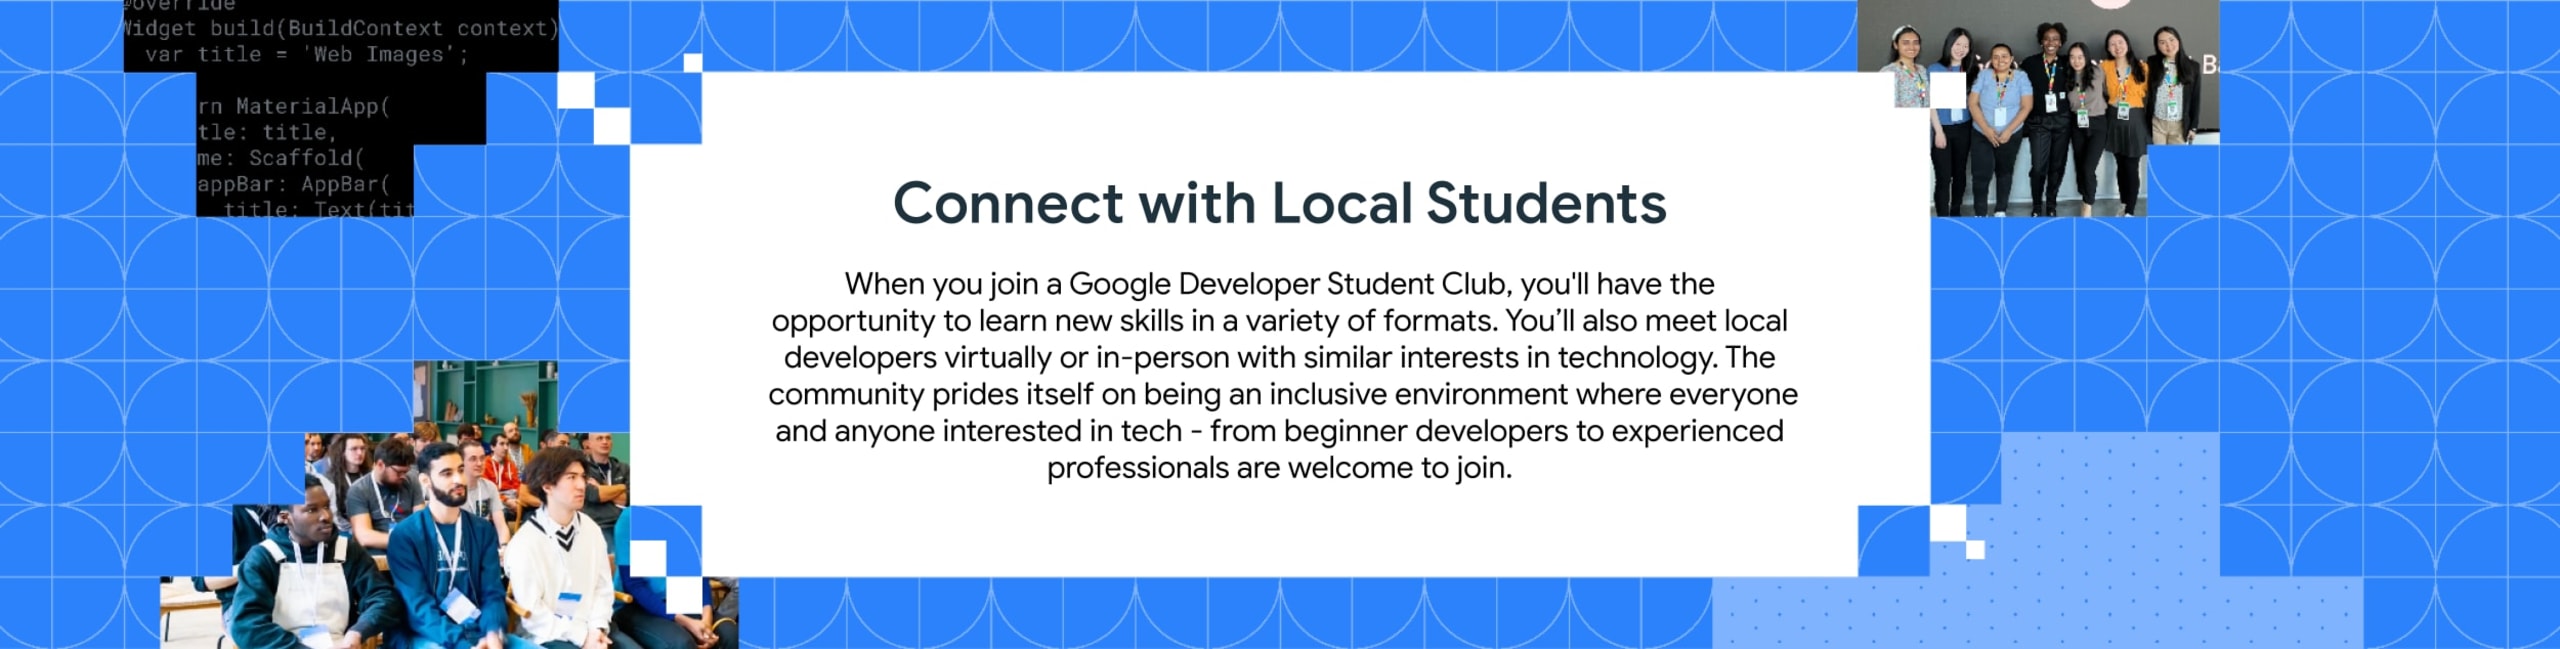 @override
Widget build(BuildContext context)
var title = 'Web Images';
rn MaterialApp(
tle: title,
me: Scaffold(
appBar: AppBar(
title: Text(tit
B
Connect with Local Students
When you join a Google Developer Student Club, you'll have the
opportunity to learn new skills in a variety of formats. You’ll also meet local
developers virtually or in-person with similar interests in technology. The
community prides itself on being an inclusive environment where everyone
and anyone interested in tech - from beginner developers to experienced
professionals are welcome to join.